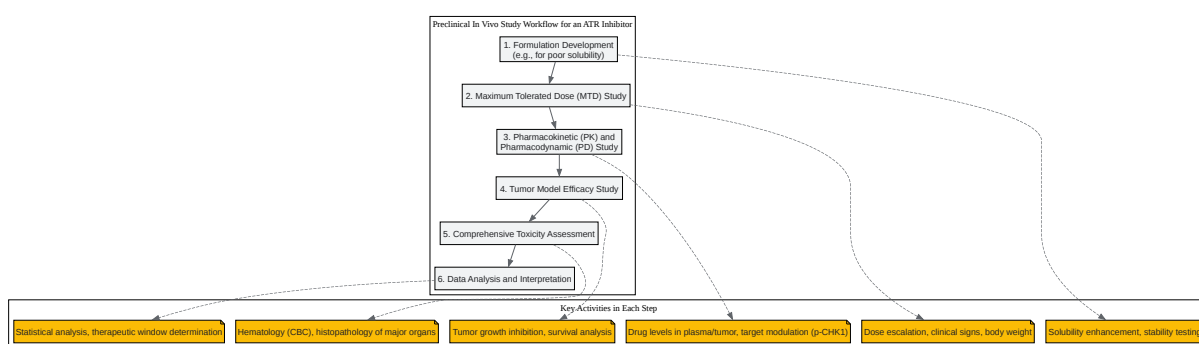 Preclinical In Vivo Study Workflow for an ATR Inhibitor
1. Formulation Development
(e.g., for poor solubility)
2. Maximum Tolerated Dose (MTD) Study
3. Pharmacokinetic (PK) and
Pharmacodynamic (PD) Study
4. Tumor Model Efficacy Study
5. Comprehensive Toxicity Assessment
6. Data Analysis and Interpretation
Key Activities in Each Step
Statistical analysis, therapeutic window determination
Hematology (CBC), histopathology of major organs
Tumor growth inhibition, survival analysis
Drug levels in plasma/tumor, target modulation (p-CHK1)
Dose escalation, clinical signs, body weight
Solubility enhancement, stability testing